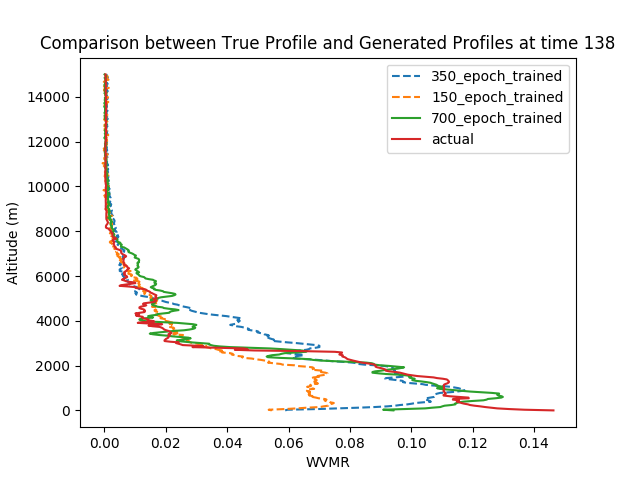 Comparison between True Profile and Generated Profiles at time 138
350_epoch_trained
150_epoch_trained
700_epoch_trained
actual
Altitude (m)
14000
12000
10000
8000
6000
4000
2000
0
0.00 0.02 0.04 0.06 0.08 0.10 0.12 0.14
WVMR